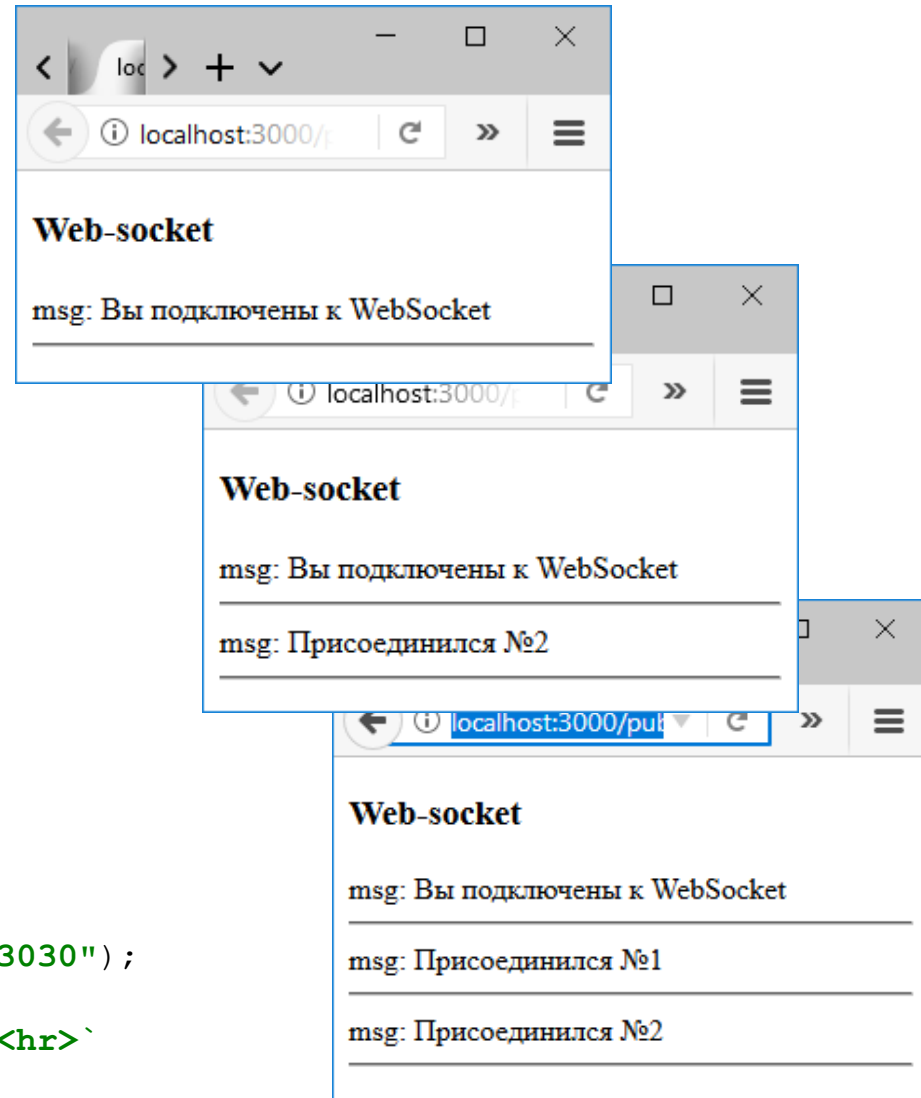 loc
localhost:3000/p
Web-socket
msg: Вы подключены к WebSocket
localhost:3000/p
Web-socket
msg: Вы подключены к WebSocket
msg: Присоединился №2
localhost:3000/pub
Web-socket
msg: Вы подключены к WebSocket
msg: Присоединился №1
msg: Присоединился №2
3030");
<hr>`